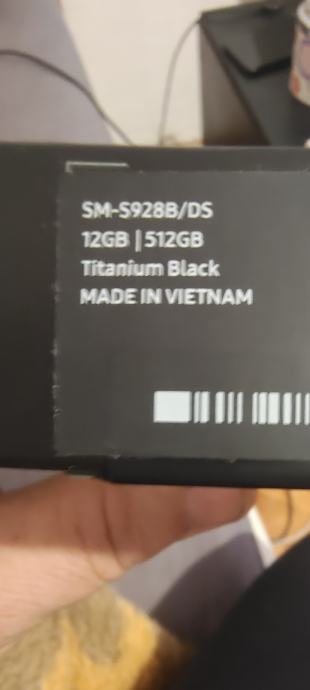 SM-S928B/DS
12GB | 512GB
Titanium Black
MADE IN VIETNAM